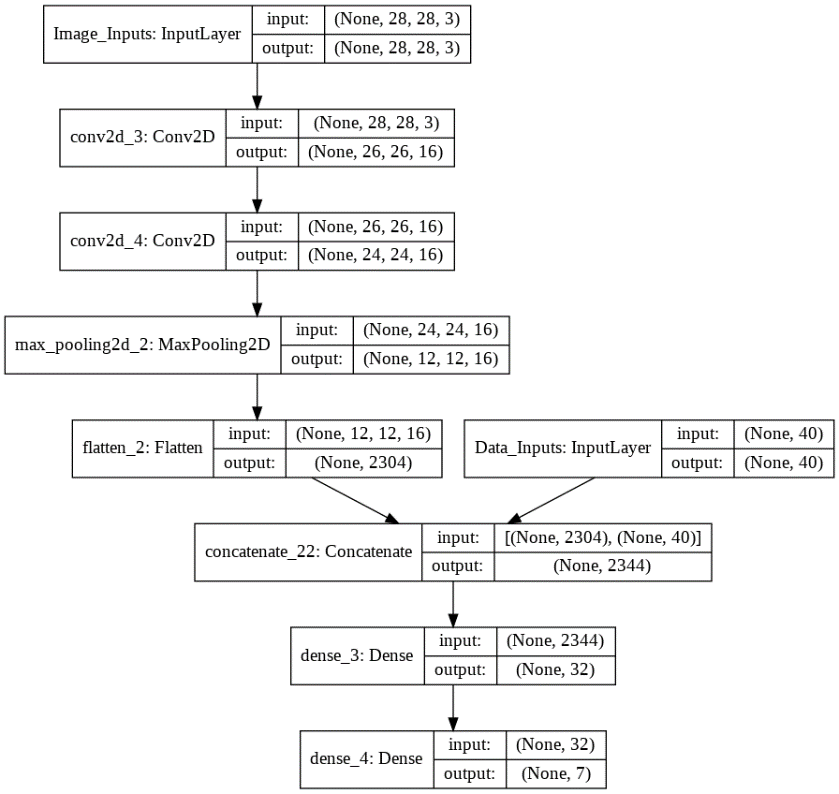 Image_Inputs: InputLayer
input: (None, 28, 28, 3)
output: (None, 28, 28, 3)
conv2d_3: Conv2D
input: (None, 28, 28, 3)
output: (None, 26, 26, 16)
conv2d_4: Conv2D
input: (None, 26, 26, 16)
output: (None, 24, 24, 16)
max_pooling2d_2: MaxPooling2D
input: (None, 24, 24, 16)
output: (None, 12, 12, 16)
flatten_2: Flatten
input: (None, 12, 12, 16)
output: (None, 2304)
Data_Inputs: InputLayer
input: (None, 40)
output: (None, 40)
concatenate_22: Concatenate
input: [(None, 2304), (None, 40)]
output: (None, 2344)
dense_3: Dense
input: (None, 2344)
output: (None, 32)
dense_4: Dense
input: (None, 32)
output: (None, 7)